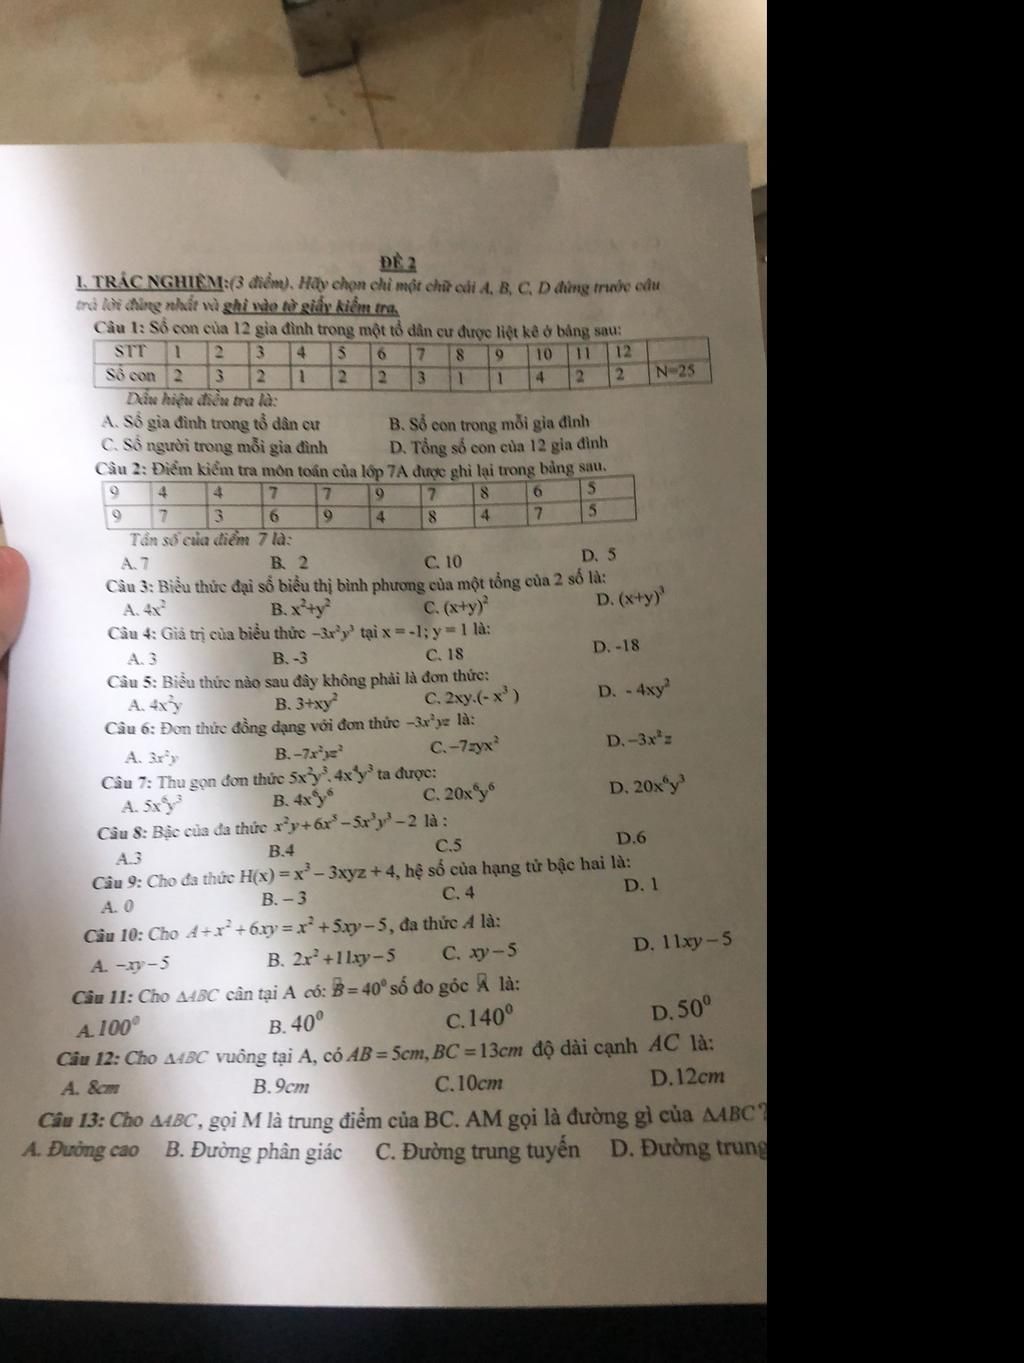 ĐỀ 2
I. TRẮC NGHIỆM:(3 điểm). Hãy chọn chỉ một chữ cái A, B, C, D đứng trước câu
trả lời đúng nhất và ghi vào tờ giấy kiểm tra.
Câu 1: Số con của 12 gia đình trong một tổ dân cư được liệt kê ở bảng sau:
STT 1 2 3 4 5 6 7 8 9 10 11 12
Số con 2 3 2 1 2 2 3 1 1 4 2 2 N=25
Dấu hiệu điều tra là:
A. Số gia đình trong tổ dân cư B. Số con trong mỗi gia đình
C. Số người trong mỗi gia đình D. Tổng số con của 12 gia đình
Câu 2: Điểm kiểm tra môn toán của lớp 7A được ghi lại trong bảng sau.
9 4 4 7 7 9 7 8 6 5
9 7 3 6 9 4 8 4 7 5
Tần số của điểm 7 là:
A. 7 B. 2 C. 10 D. 5
Câu 3: Biểu thức đại số biểu thị bình phương của một tổng của 2 số là:
A. 4x² B. x²+y² C. (x+y)² D. (x+y)³
Câu 4: Giá trị của biểu thức −3x²y³ tại x = -1; y = 1 là:
A. 3 B. -3 C. 18 D. -18
Câu 5: Biểu thức nào sau đây không phải là đơn thức:
A. 4x²y B. 3+xy² C. 2xy.(- x³ ) D. - 4xy²
Câu 6: Đơn thức đồng dạng với đơn thức −3x²yz là:
A. 3x²y B. −7x²yz² C. −7zyx² D. −3x²z
Câu 7: Thu gọn đơn thức 5x²y³. 4x⁴y³ ta được:
A. 5x⁶y³ B. 4x⁶y⁶ C. 20x⁶y⁶ D. 20x⁶y³
Câu 8: Bậc của đa thức x²y+6x⁵−5x³y³−2 là :
A.3 B.4 C.5 D.6
Câu 9: Cho đa thức H(x) = x³ − 3xyz + 4, hệ số của hạng tử bậc hai là:
A. 0 B. − 3 C. 4 D. 1
Câu 10: Cho A+x²+6xy=x²+5xy−5, đa thức A là:
A. −xy−5 B. 2x²+11xy−5 C. xy−5 D. 11xy−5
Câu 11: Cho ΔABC cân tại A có: B̂ = 40⁰ số đo góc Â là:
A.100⁰ B. 40⁰ C.140⁰ D. 50⁰
Câu 12: Cho ΔABC vuông tại A, có AB = 5cm, BC = 13cm độ dài cạnh AC là:
A. 8cm B. 9cm C.10cm D.12cm
Câu 13: Cho ΔABC, gọi M là trung điểm của BC. AM gọi là đường gì của ΔABC?
A. Đường cao B. Đường phân giác C. Đường trung tuyến D. Đường trung